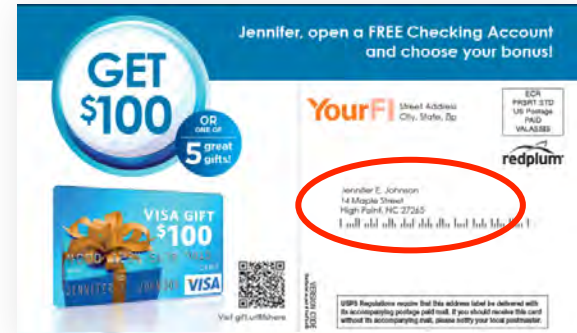 Jennifer, open a FREE Checking Account
and choose your bonus!
GET
$100
OR
ONE OF
5 great
gifts!
YourFI
Street Address
City, State, Zip
ECR
PRSRT STD
US Postage
PAID
VALASSIS
redplum
Jennifer E. Johnson
14 Maple Street
High Point, NC 27265
VISA GIFT
$100
VISA
VERSION CODE
USPS Regulations require that this address label be delivered with
its accompanying postage paid mail. If you should receive this card
without its accompanying mail, please notify your local postmaster.